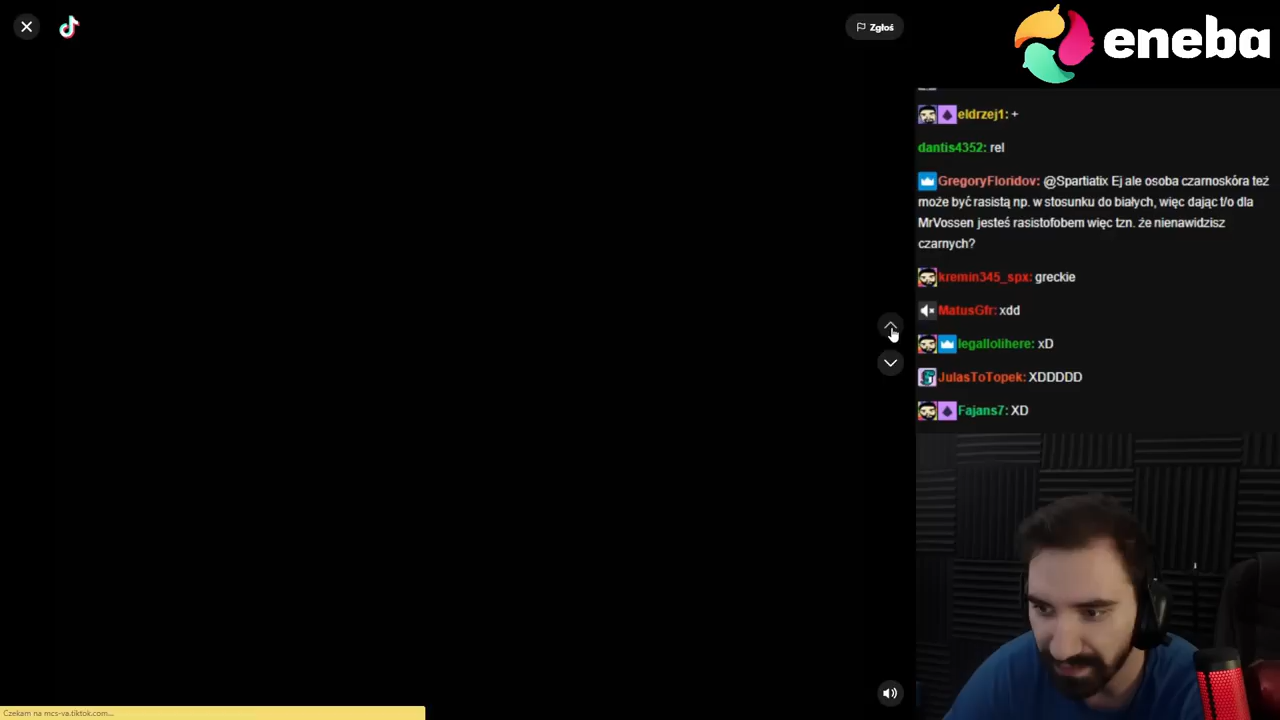 Zgłoś
eneba
eldrzej1: +
dantis4352: rel
GregoryFloridov: @Spartiatix Ej ale osoba czarnoskóra też
może być rasistą np. w stosunku do białych, więc dając t/o dla
MrVossen jesteś rasistofobem więc tzn. że nienawidzisz
czarnych?
kremin345_spx: greckie
MatusGfr: xdd
legallolihere: xD
JulasToTopek: XDDDDD
Fajans7: XD
Czekam na mcs-va.tiktok.com...